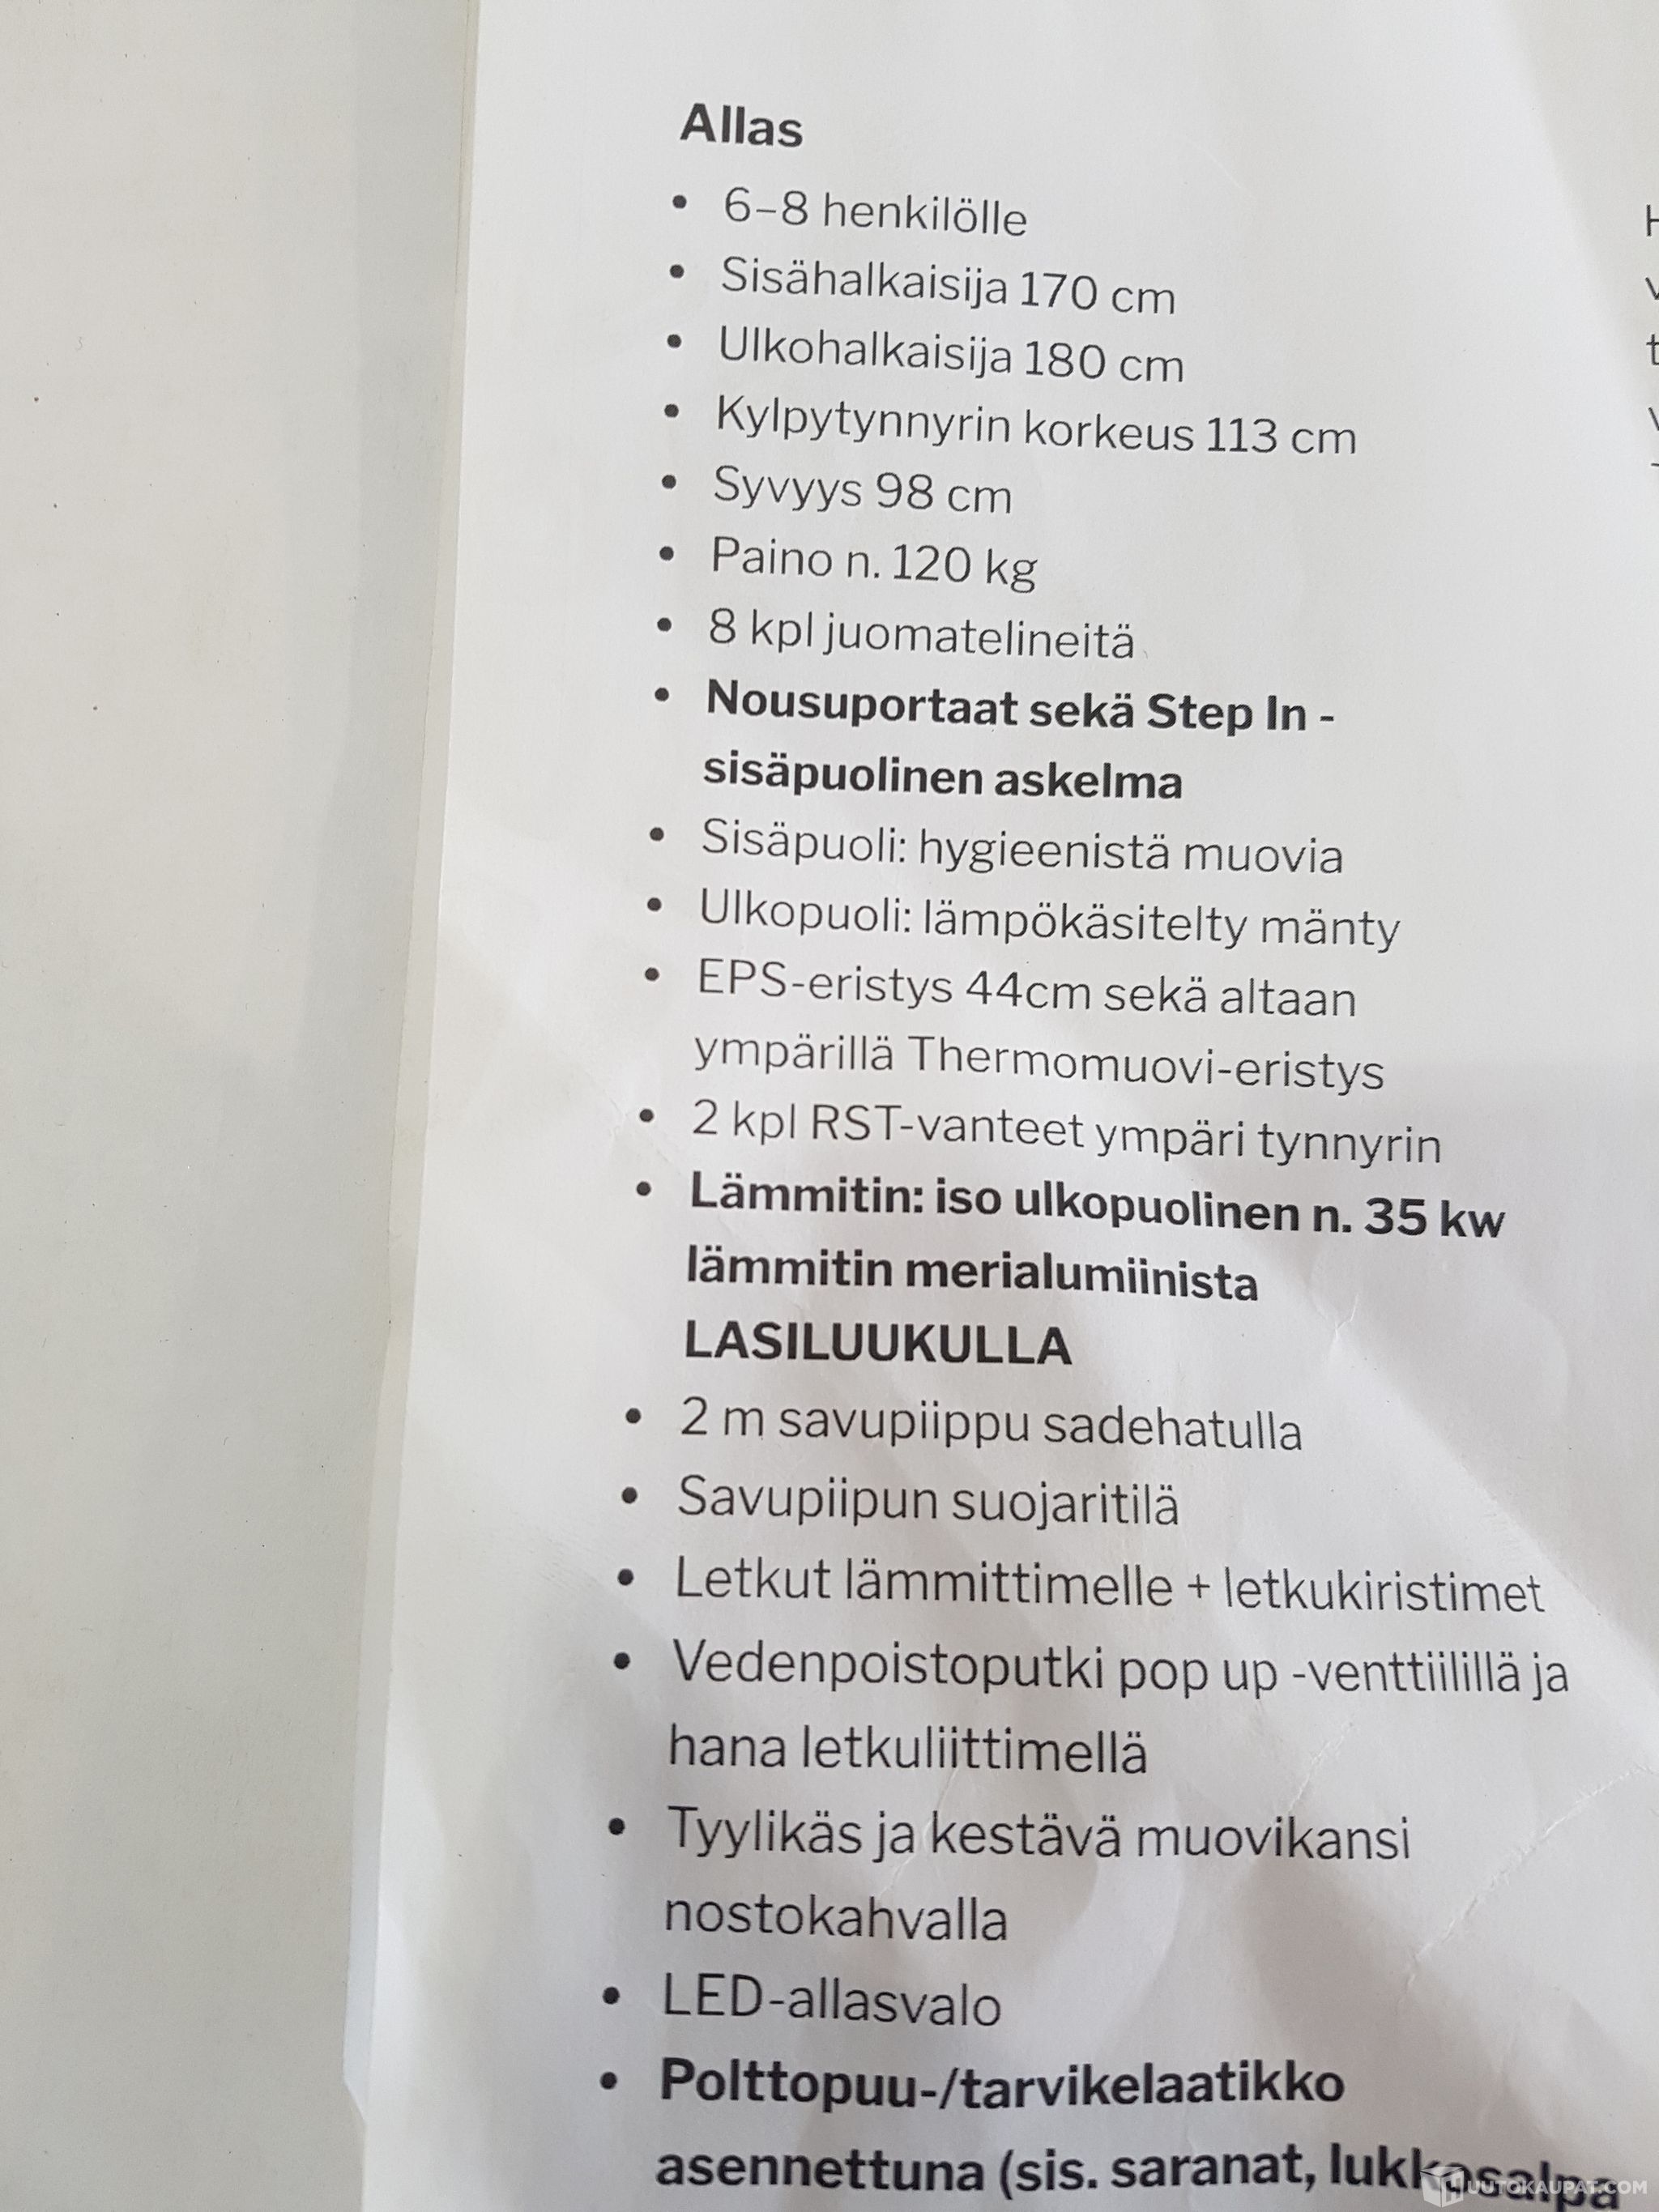 Allas
• 6–8 henkilölle
• Sisähalkaisija 170 cm
• Ulkohalkaisija 180 cm
• Kylpytynnyrin korkeus 113 cm
• Syvyys 98 cm
• Paino n. 120 kg
• 8 kpl juomatelineitä
• Nousuportaat sekä Step In -
sisäpuolinen askelma
• Sisäpuoli: hygieenistä muovia
• Ulkopuoli: lämpökäsitelty mänty
• EPS-eristys 44cm sekä altaan
ympärillä Thermomuovi-eristys
• 2 kpl RST-vanteet ympäri tynnyrin
• Lämmitin: iso ulkopuolinen n. 35 kw
lämmitin merialumiinista
LASILUUKULLA
• 2 m savupiippu sadehatulla
• Savupiipun suojaritilä
• Letkut lämmittimelle + letkukiristimet
• Vedenpoistoputki pop up -venttiilillä ja
hana letkuliittimellä
• Tyylikäs ja kestävä muovikansi
nostokahvalla
• LED-allasvalo
• Polttopuu-/tarvikelaatikko
asennettuna (sis. saranat, lukkosalpa
HUUTOKAUPAT.COM